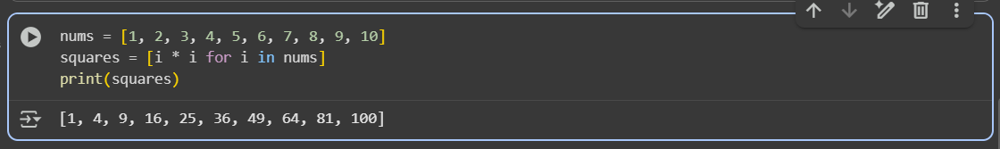 nums = [1, 2, 3, 4, 5, 6, 7, 8, 9, 10]
squares = [i * i for i in nums]
print(squares)
[1, 4, 9, 16, 25, 36, 49, 64, 81, 100]